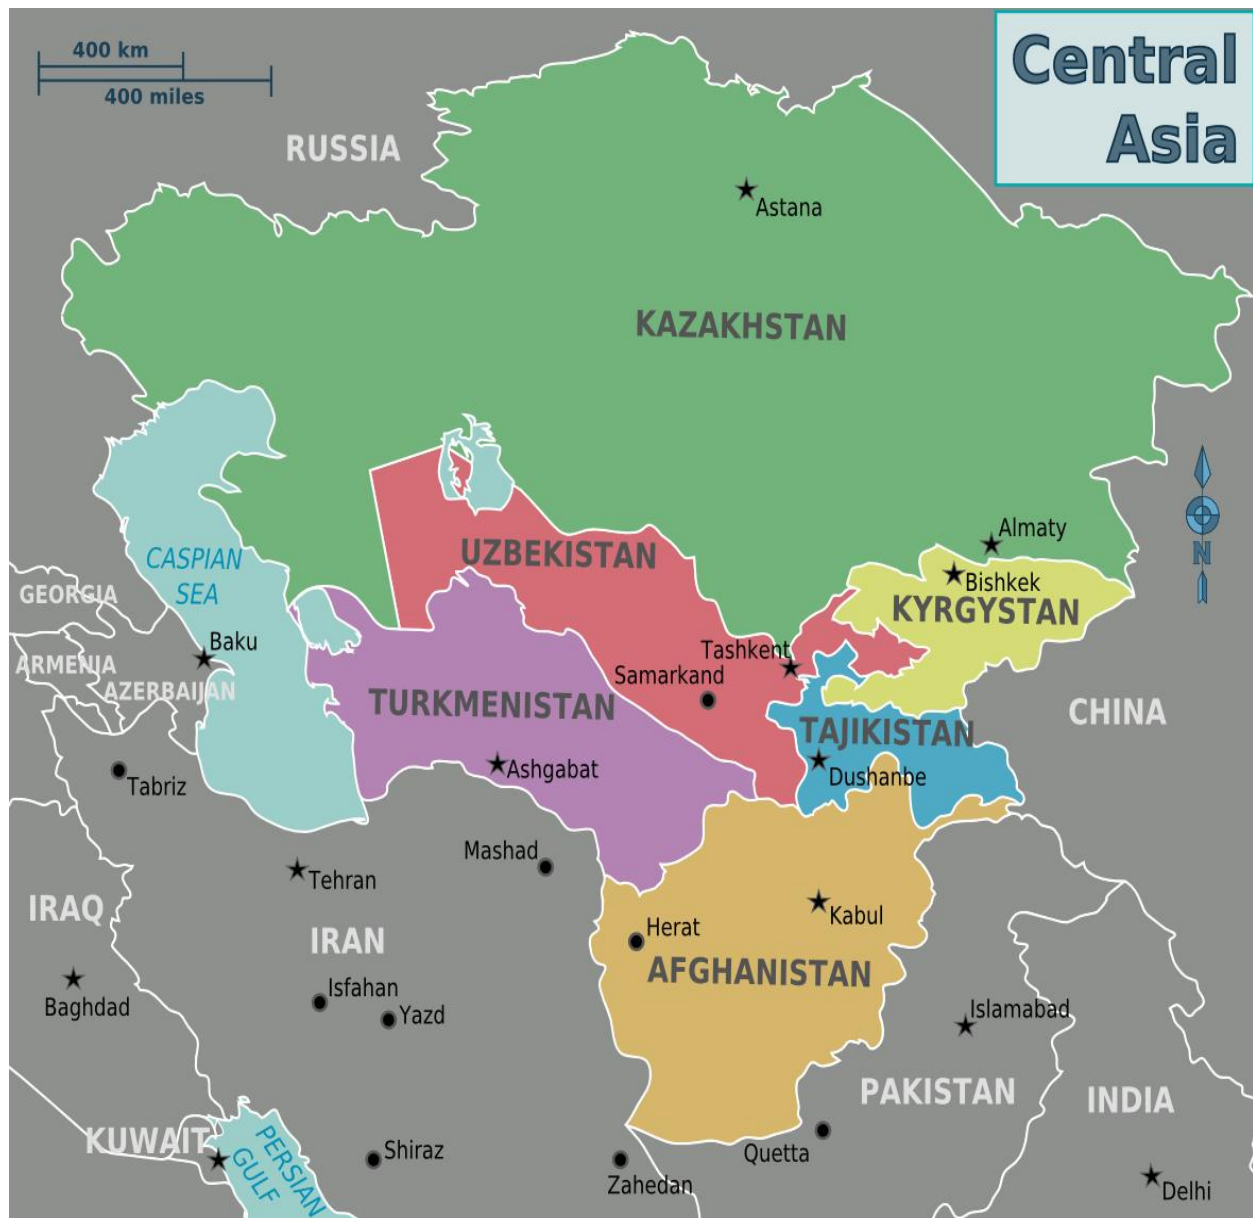 400 km
400 miles
Central
Asia
RUSSIA
Astana
KAZAKHSTAN
Almaty
CASPIAN
SEA
UZBEKISTAN
Bishkek
N
GEORGIA
KYRGYSTAN
Baku
Tashkent
ARMENIA
Samarkand
AZERBAIJAN
TURKMENISTAN
CHINA
TAJIKISTAN
Ashgabat
Dushanbe
Tabriz
Mashad
Tehran
IRAQ
Kabul
Herat
IRAN
AFGHANISTAN
Isfahan
Baghdad
Yazd
Islamabad
PAKISTAN
INDIA
KUWAIT
PERSIAN
GULF
Shiraz
Quetta
Zahedan
Delhi